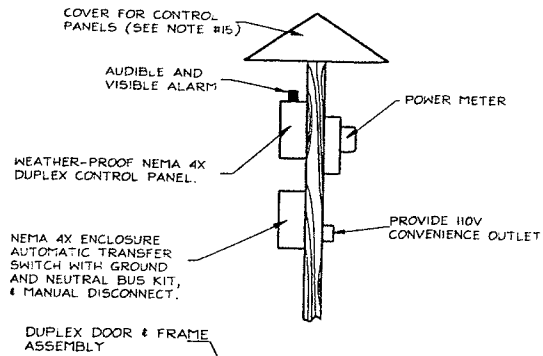 COVER FOR CONTROL
PANELS (SEE NOTE #15)
AUDIBLE AND
VISIBLE ALARM
POWER METER
WEATHER-PROOF NEMA 4X
DUPLEX CONTROL PANEL.
PROVIDE 110V
CONVENIENCE OUTLET
NEMA 4X ENCLOSURE
AUTOMATIC TRANSFER
SWITCH WITH GROUND
AND NEUTRAL BUS KIT,
& MANUAL DISCONNECT.
DUPLEX DOOR & FRAME
ASSEMBLY